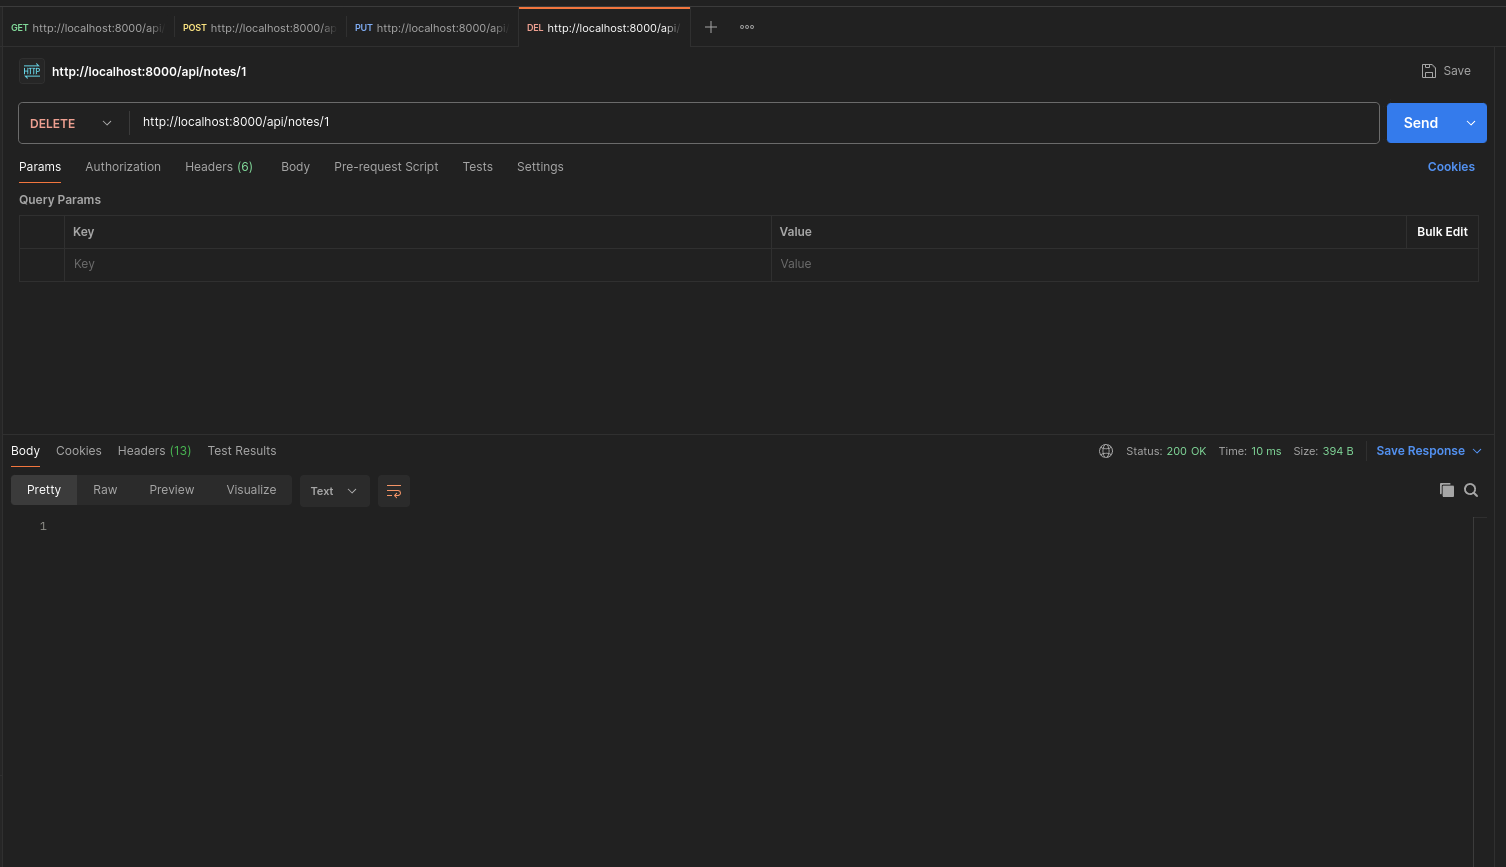 GET http://localhost:8000/api/ POST http://localhost:8000/ap PUT http://localhost:8000/api/ DEL http://localhost:8000/api/
HTTP http://localhost:8000/api/notes/1 Save
DELETE http://localhost:8000/api/notes/1 Send
Params Authorization Headers (6) Body Pre-request Script Tests Settings Cookies
Query Params
Key Value Bulk Edit
Key Value
Body Cookies Headers (13) Test Results Status: 200 OK Time: 10 ms Size: 394 B Save Response
Pretty Raw Preview Visualize Text
1